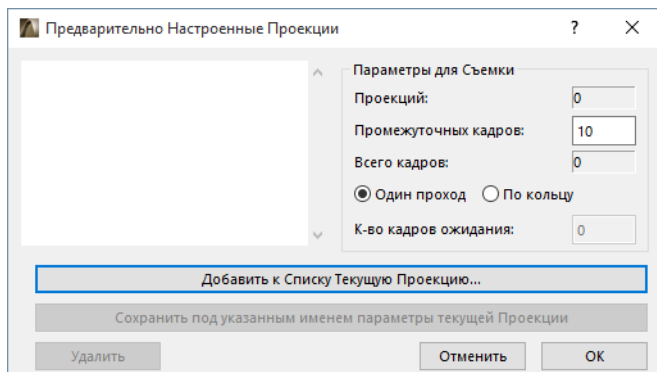 Предварительно Настроенные Проекции
?
Параметры для Съемки
Проекций: 0
Промежуточных кадров: 10
Всего кадров: 0
Один проход По кольцу
К-во кадров ожидания: 0
Добавить к Списку Текущую Проекцию...
Сохранить под указанным именем параметры текущей Проекции
Удалить Отменить OK